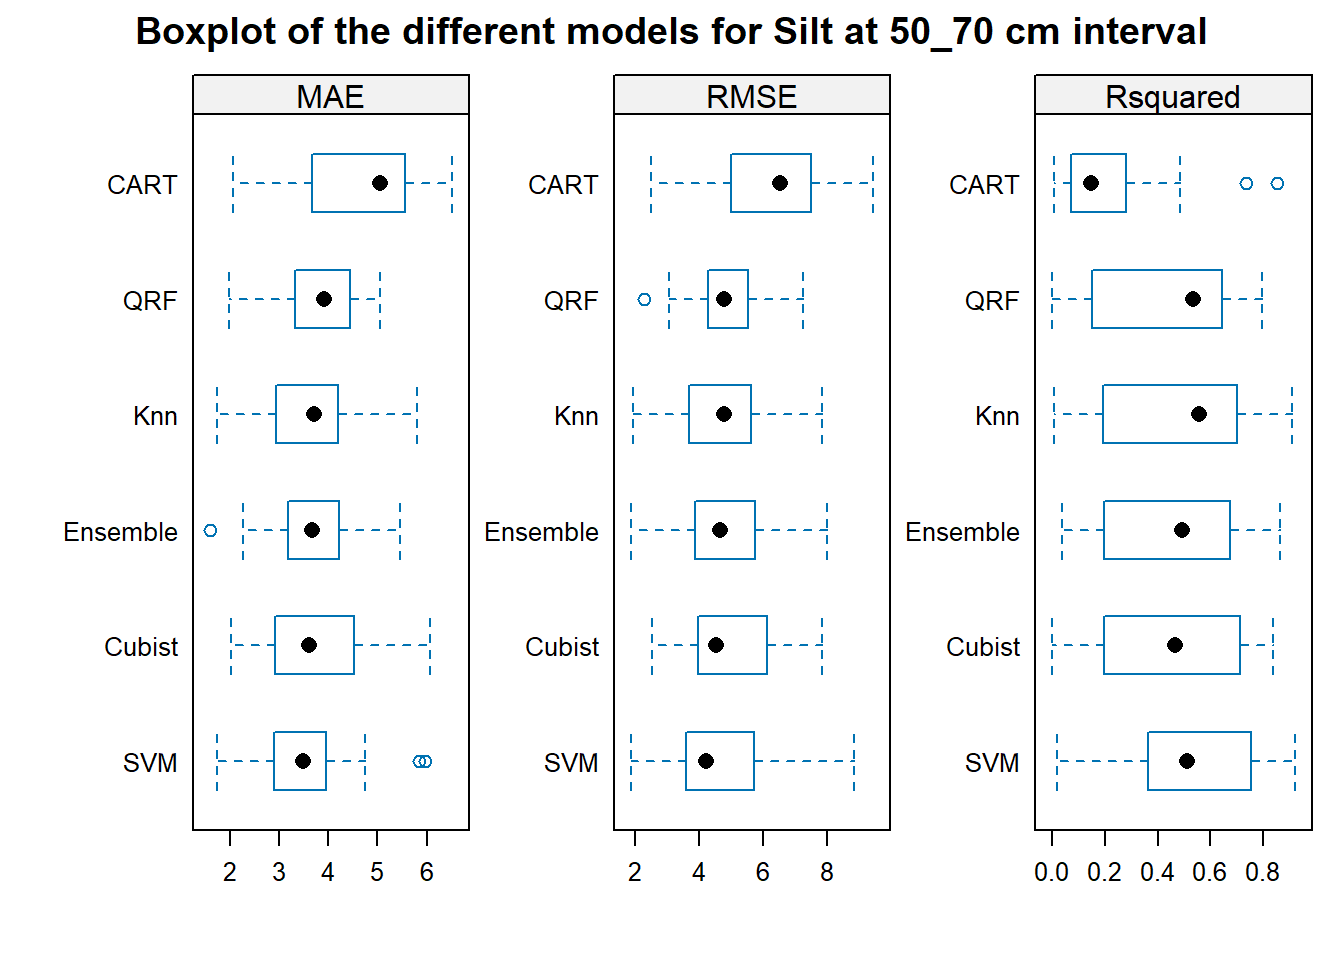 Boxplot of the different models for Silt at 50_70 cm interval
MAE
CART
QRF
Knn
Ensemble
Cubist
SVM
2 3 4 5 6
RMSE
CART
QRF
Knn
Ensemble
Cubist
SVM
2 4 6 8
Rsquared
CART
QRF
Knn
Ensemble
Cubist
SVM
0.0 0.2 0.4 0.6 0.8